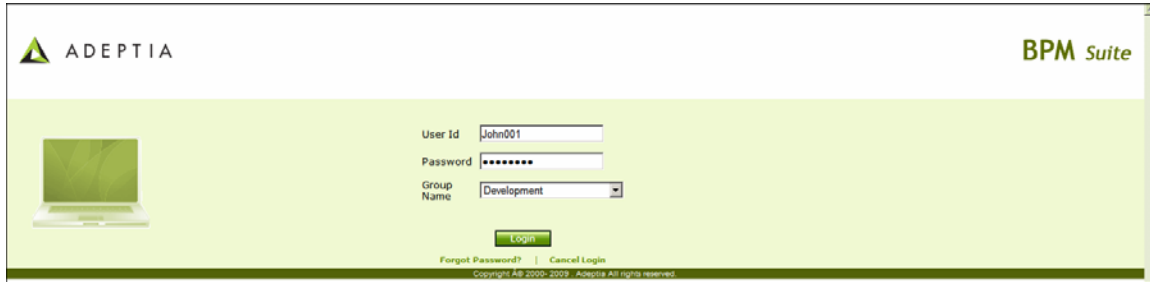 ADEPTIA
BPM Suite
User Id John001
Password ••••••••
Group Name Development
Login
Forgot Password? | Cancel Login
Copyright Â® 2000- 2009 . Adeptia All rights reserved.